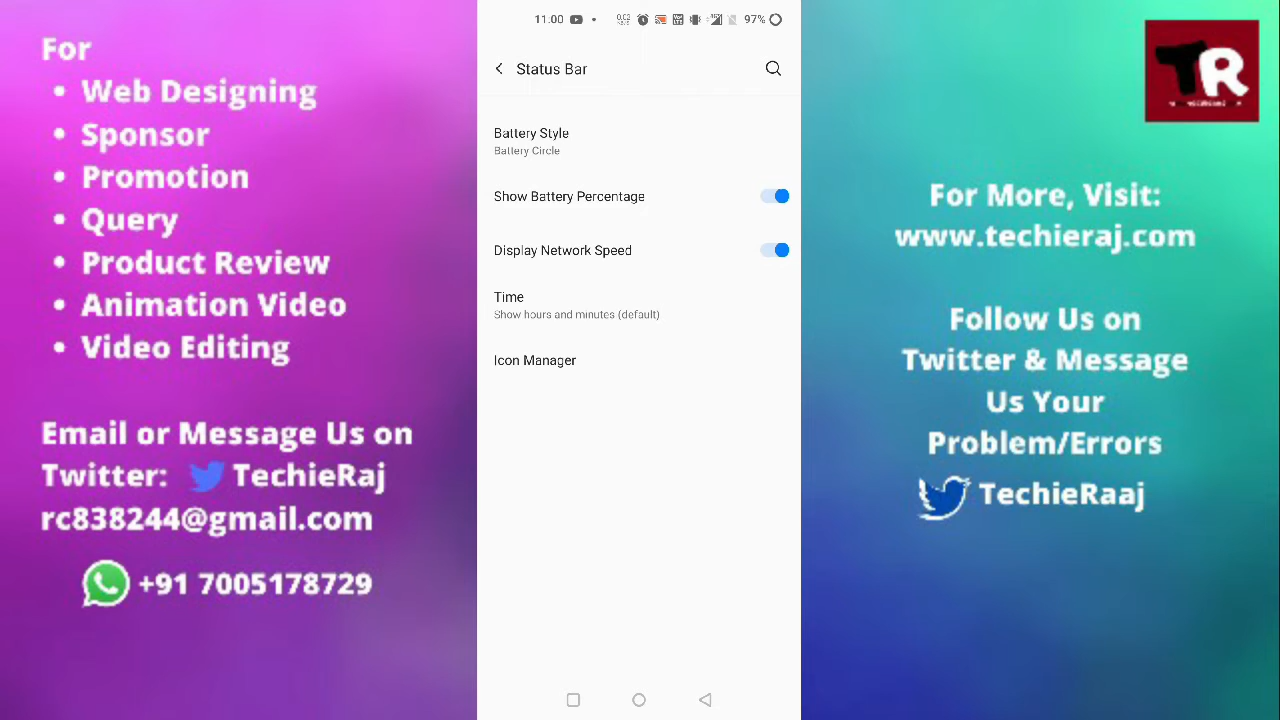 For
• Web Designing
• Sponsor
• Promotion
• Query
• Product Review
• Animation Video
• Video Editing
Email or Message Us on
Twitter: TechieRaj
rc838244@gmail.com
+91 7005178729
11:00
97%
Status Bar
Battery Style
Battery Circle
Show Battery Percentage
Display Network Speed
Time
Show hours and minutes (default)
Icon Manager
TR
For More, Visit:
www.techieraj.com
Follow Us on
Twitter & Message
Us Your
Problem/Errors
TechieRaaj